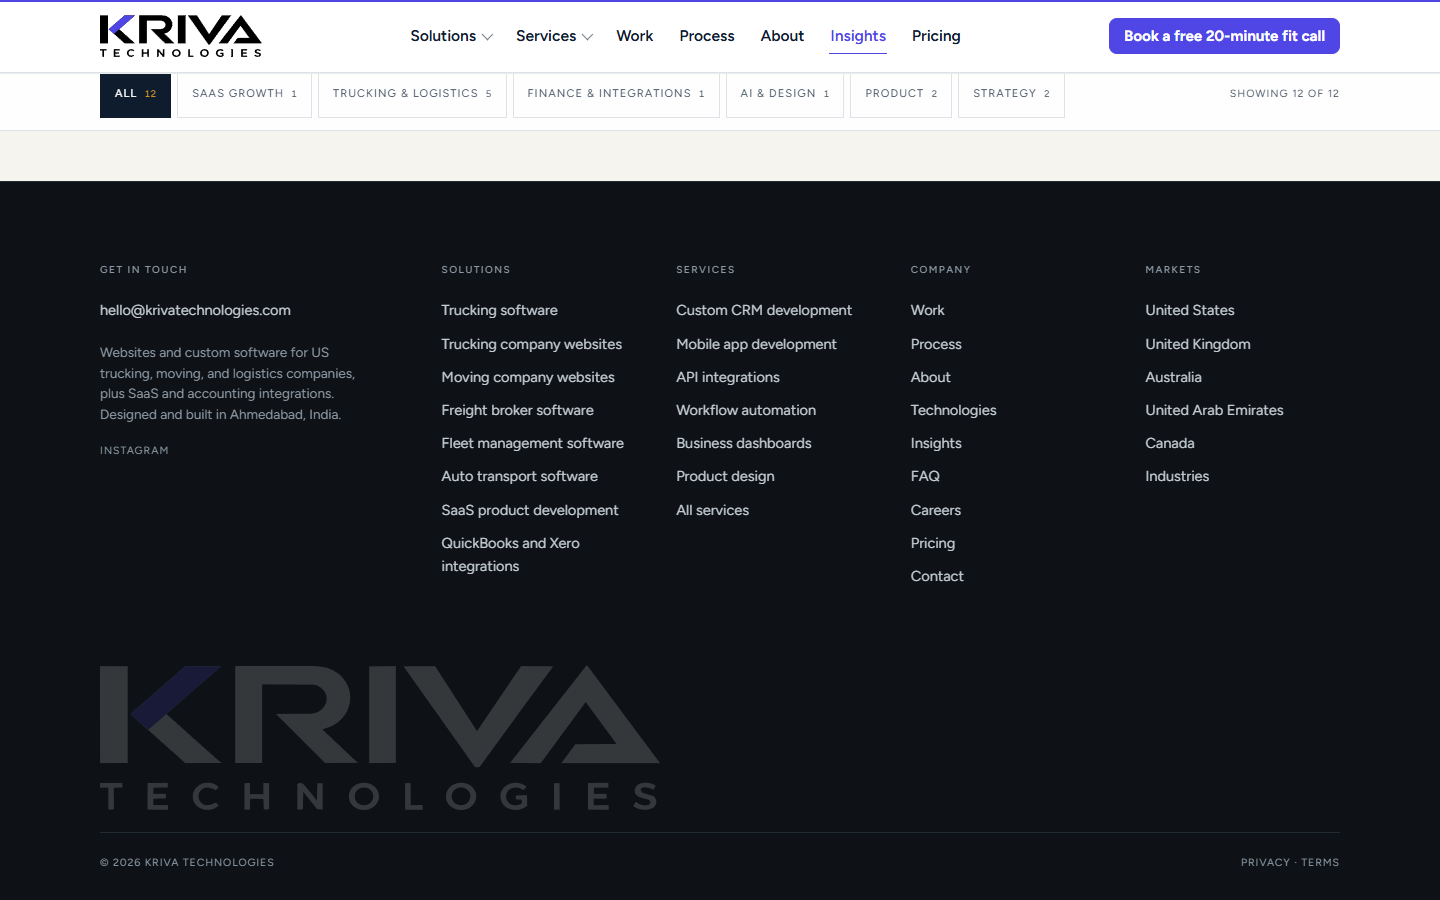 KRIVA
TECHNOLOGIES
Solutions Services Work Process About Insights Pricing
Book a free 20-minute fit call
ALL 12 SAAS GROWTH 1 TRUCKING & LOGISTICS 5 FINANCE & INTEGRATIONS 1 AI & DESIGN 1 PRODUCT 2 STRATEGY 2
SHOWING 12 OF 12
GET IN TOUCH
hello@krivatechnologies.com
Websites and custom software for US
trucking, moving, and logistics companies,
plus SaaS and accounting integrations.
Designed and built in Ahmedabad, India.
INSTAGRAM
SOLUTIONS
Trucking software
Trucking company websites
Moving company websites
Freight broker software
Fleet management software
Auto transport software
SaaS product development
QuickBooks and Xero
integrations
SERVICES
Custom CRM development
Mobile app development
API integrations
Workflow automation
Business dashboards
Product design
All services
COMPANY
Work
Process
About
Technologies
Insights
FAQ
Careers
Pricing
Contact
MARKETS
United States
United Kingdom
Australia
United Arab Emirates
Canada
Industries
KRIVA
TECHNOLOGIES
© 2026 KRIVA TECHNOLOGIES
PRIVACY · TERMS